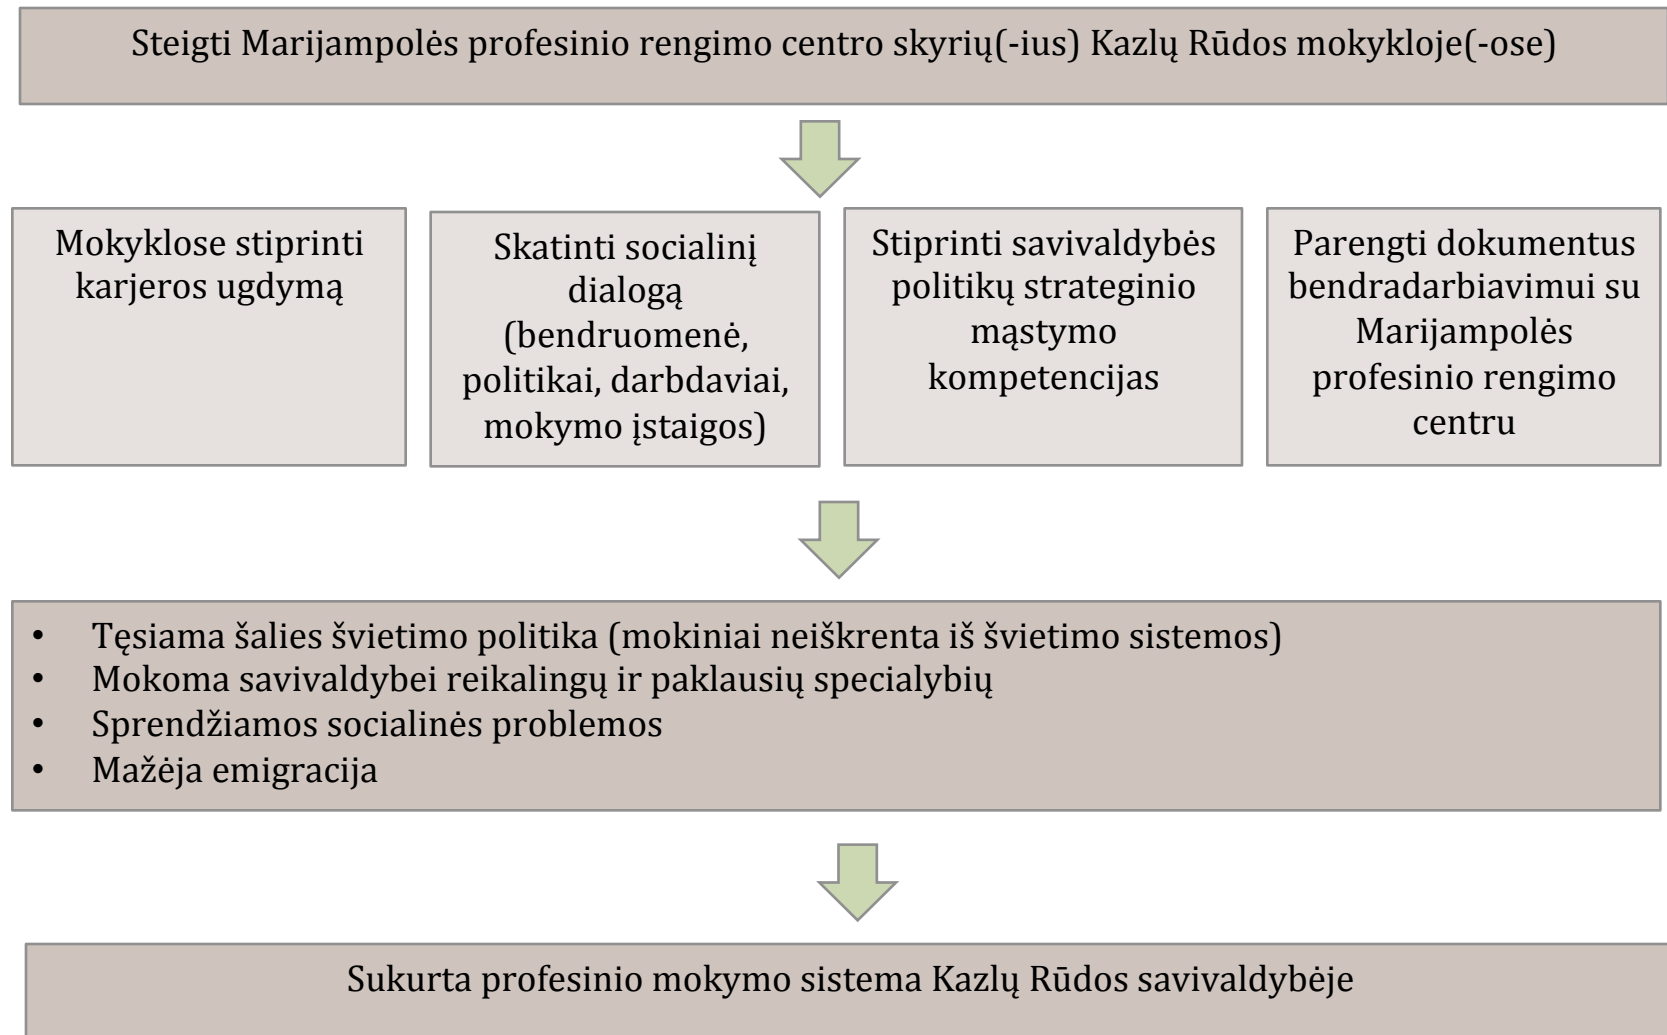 Steigti Marijampolės profesinio rengimo centro skyrių(-ius) Kazlų Rūdos mokykloje(-ose)
Mokyklose stiprinti
karjeros ugdymą
Skatinti socialinį
dialogą
(bendruomenė,
politikai, darbdaviai,
mokymo įstaigos)
Stiprinti savivaldybės
politikų strateginio
mąstymo
kompetencijas
Parengti dokumentus
bendradarbiavimui su
Marijampolės
profesinio rengimo
centru
• Tęsiama šalies švietimo politika (mokiniai neiškrenta iš švietimo sistemos)
• Mokoma savivaldybei reikalingų ir paklausių specialybių
• Sprendžiamos socialinės problemos
• Mažėja emigracija
Sukurta profesinio mokymo sistema Kazlų Rūdos savivaldybėje